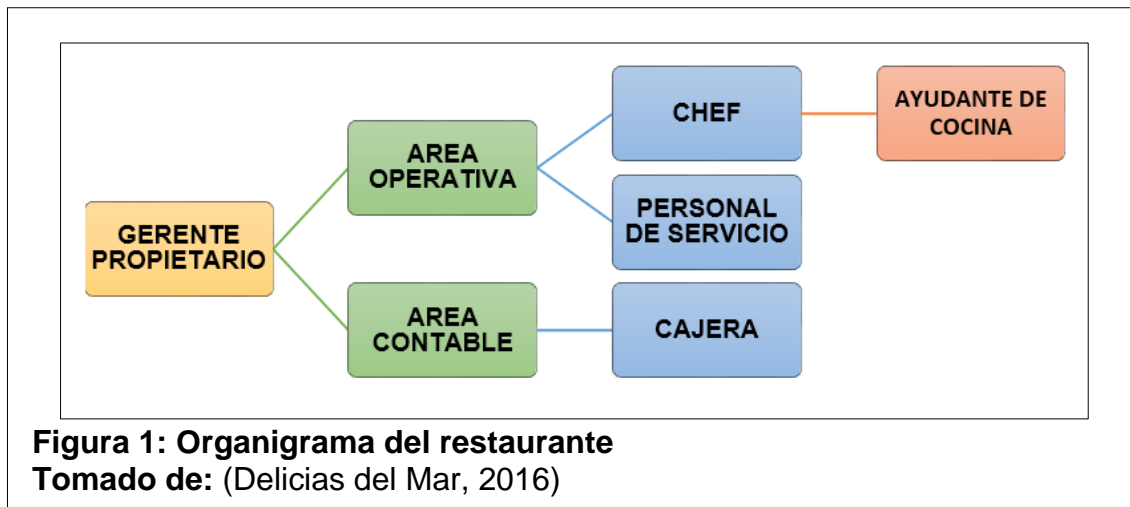 GERENTE
PROPIETARIO
AREA
OPERATIVA
AREA
CONTABLE
CHEF
PERSONAL
DE SERVICIO
CAJERA
AYUDANTE DE
COCINA
Figura 1: Organigrama del restaurante
Tomado de: (Delicias del Mar, 2016)